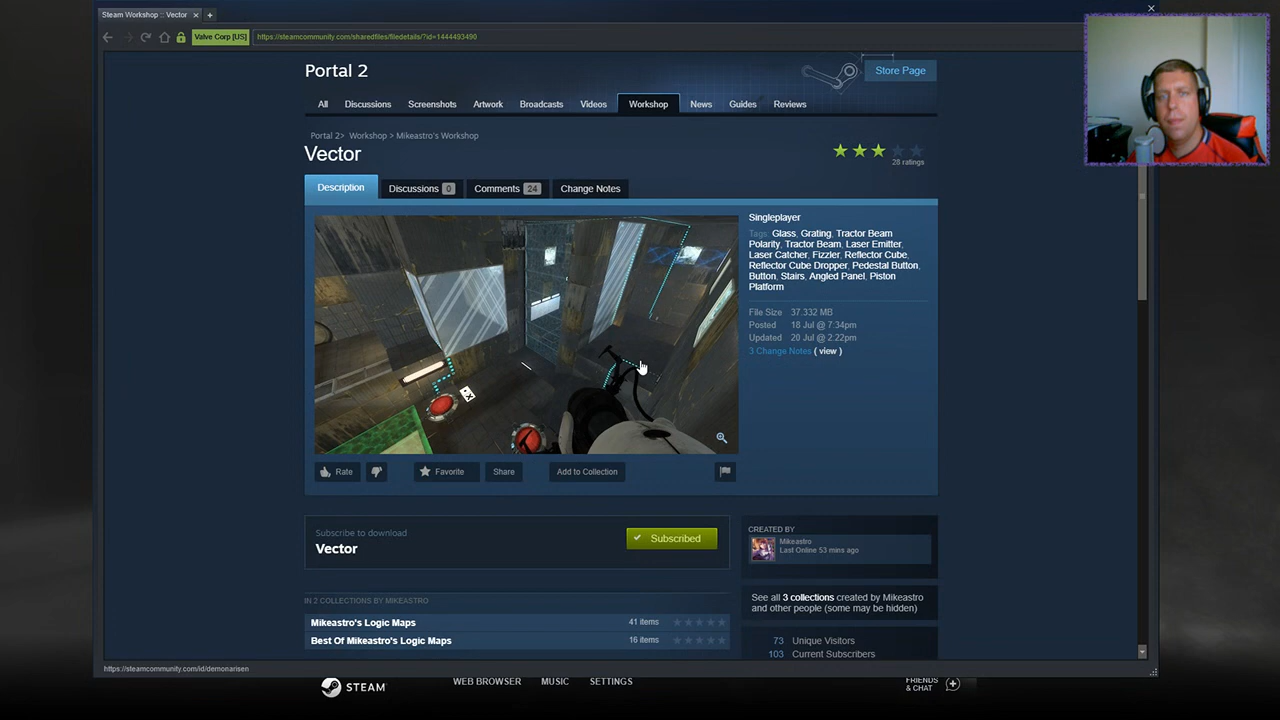 Steam Workshop :: Vector
Valve Corp [US]
https://steamcommunity.com/sharedfiles/filedetails/?id=1444493490
Portal 2
Store Page
All Discussions Screenshots Artwork Broadcasts Videos Workshop News Guides Reviews
Portal 2> Workshop > Mikeastro's Workshop
Vector
28 ratings
Description Discussions 0 Comments 24 Change Notes
Singleplayer
Tags: Glass, Grating, Tractor Beam
Polarity, Tractor Beam, Laser Emitter,
Laser Catcher, Fizzler, Reflector Cube,
Reflector Cube Dropper, Pedestal Button,
Button, Stairs, Angled Panel, Piston
Platform
File Size 37.332 MB
Posted 18 Jul @ 7:34pm
Updated 20 Jul @ 2:22pm
3 Change Notes ( view )
Rate Favorite Share Add to Collection
Subscribe to download
Vector
Subscribed
CREATED BY
Mikeastro
Last Online 53 mins ago
IN 2 COLLECTIONS BY MIKEASTRO
Mikeastro's Logic Maps 41 items
Best Of Mikeastro's Logic Maps 16 items
See all 3 collections created by Mikeastro
and other people (some may be hidden)
73 Unique Visitors
103 Current Subscribers
https://steamcommunity.com/id/demonarisen
STEAM
WEB BROWSER MUSIC SETTINGS
FRIENDS
& CHAT